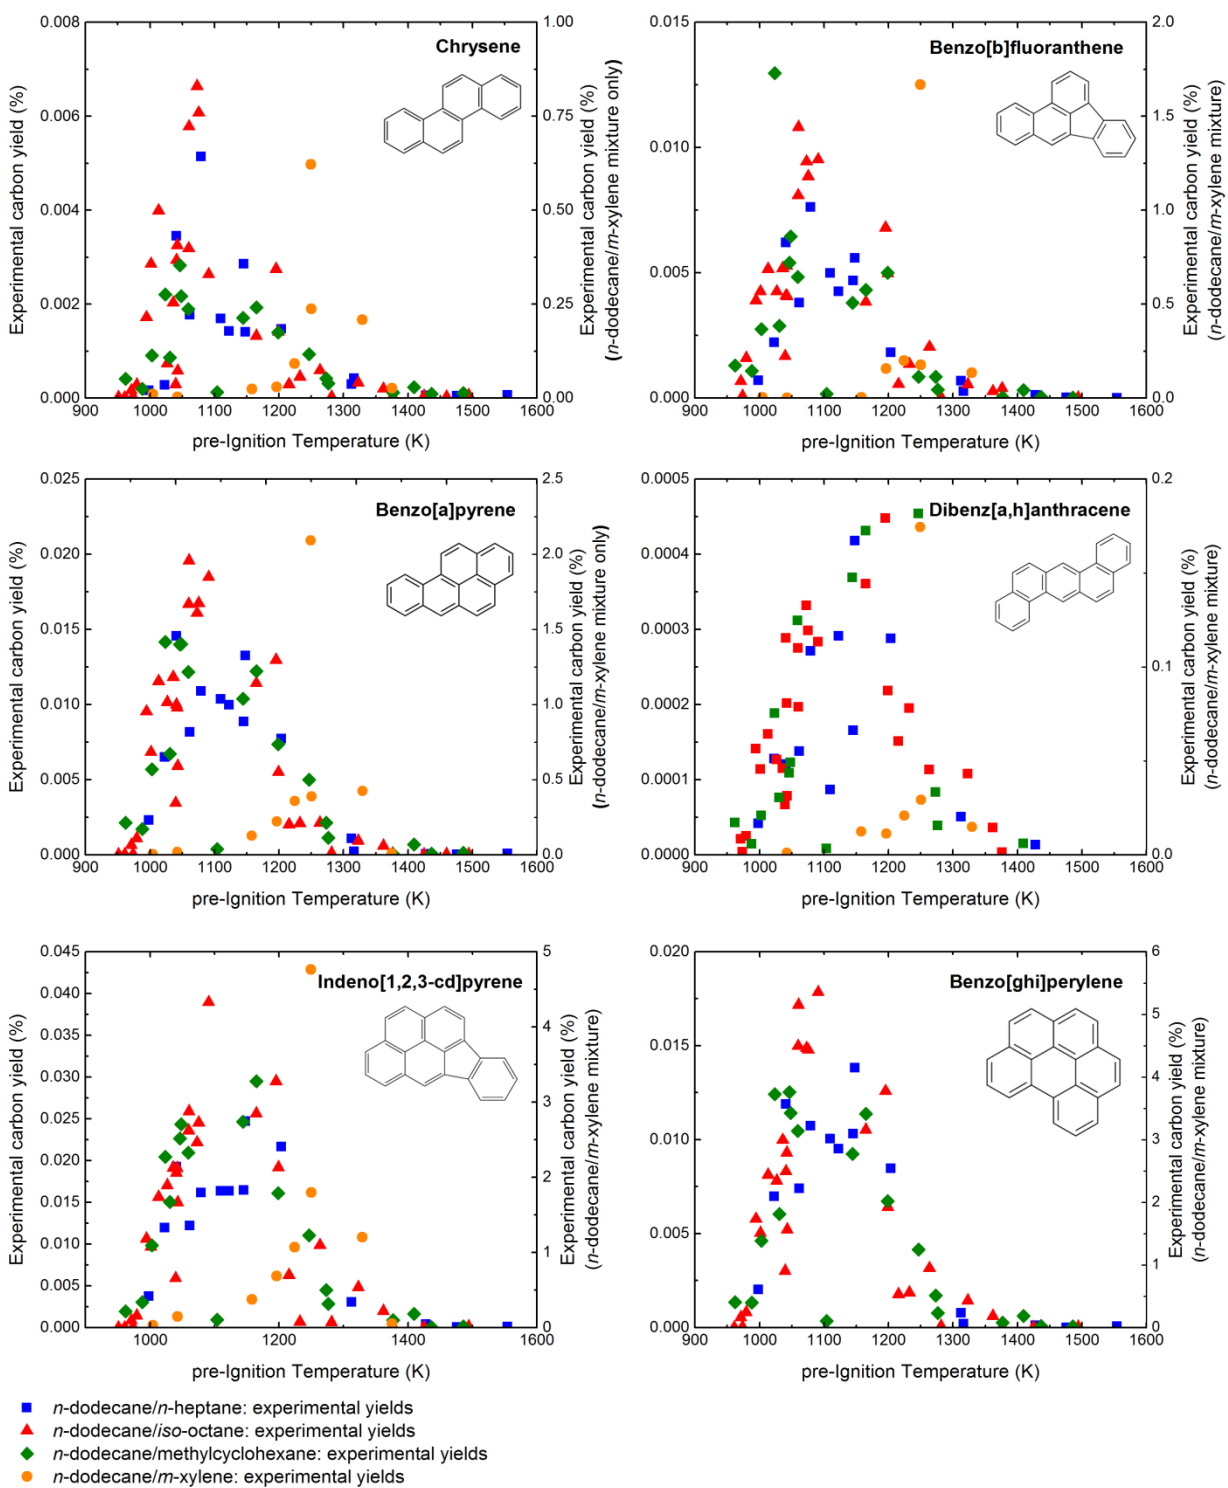 Chrysene
0.008
0.006
0.004
0.002
0.000
1.00
0.75
0.50
0.25
0.00
900 1000 1100 1200 1300 1400 1500 1600
pre-Ignition Temperature (K)
Experimental carbon yield (%)
Experimental carbon yield (%)
(n-dodecane/m-xylene mixture only)
Benzo[b]fluoranthene
0.015
0.010
0.005
0.000
2.0
1.5
1.0
0.5
0.0
900 1000 1100 1200 1300 1400 1500 1600
pre-Ignition Temperature (K)
Experimental carbon yield (%)
Experimental carbon yield (%)
(n-dodecane/m-xylene mixture)
Benzo[a]pyrene
0.025
0.020
0.015
0.010
0.005
0.000
2.5
2.0
1.5
1.0
0.5
0.0
900 1000 1100 1200 1300 1400 1500 1600
pre-Ignition Temperature (K)
Experimental carbon yield (%)
Experimental carbon yield (%)
(n-dodecane/m-xylene mixture only)
Dibenz[a,h]anthracene
0.0005
0.0004
0.0003
0.0002
0.0001
0.0000
0.2
0.1
0.0
900 1000 1100 1200 1300 1400 1500 1600
pre-Ignition Temperature (K)
Experimental carbon yield (%)
Experimental carbon yield (%)
(n-dodecane/m-xylene mixture)
Indeno[1,2,3-cd]pyrene
0.045
0.040
0.035
0.030
0.025
0.020
0.015
0.010
0.005
0.000
5
4
3
2
1
0
900 1000 1100 1200 1300 1400 1500 1600
pre-Ignition Temperature (K)
Experimental carbon yield (%)
Experimental carbon yield (%)
(n-dodecane/m-xylene mixture)
Benzo[ghi]perylene
0.020
0.015
0.010
0.005
0.000
6
5
4
3
2
1
0
900 1000 1100 1200 1300 1400 1500 1600
pre-Ignition Temperature (K)
Experimental carbon yield (%)
Experimental carbon yield (%)
(n-dodecane/m-xylene mixture)
n-dodecane/n-heptane: experimental yields
n-dodecane/iso-octane: experimental yields
n-dodecane/methylcyclohexane: experimental yields
n-dodecane/m-xylene: experimental yields